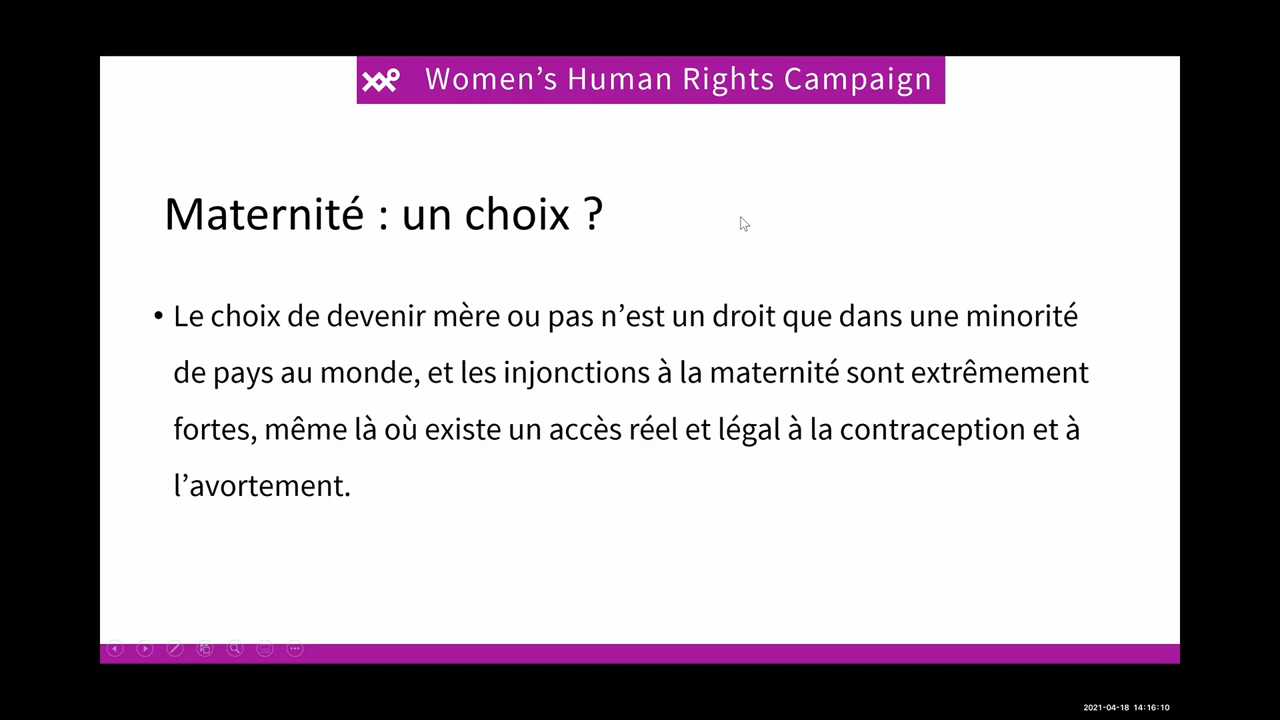 Women’s Human Rights Campaign
Maternité : un choix ?
• Le choix de devenir mère ou pas n’est un droit que dans une minorité
de pays au monde, et les injonctions à la maternité sont extrêmement
fortes, même là où existe un accès réel et légal à la contraception et à
l’avortement.
2021-04-18 14:16:10